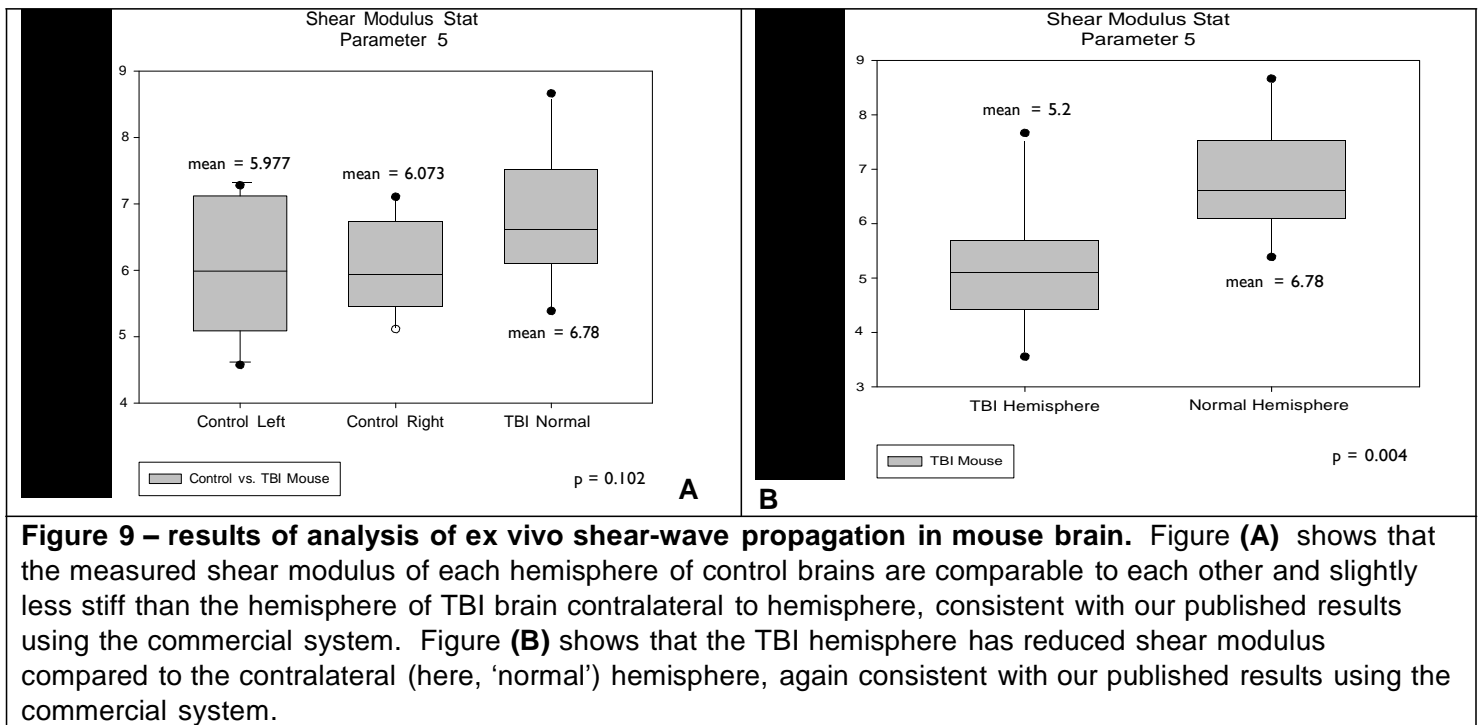 Shear Modulus Stat
Parameter 5
9
8
7
6
5
4
mean = 5.977
mean = 6.073
mean = 6.78
Control Left
Control Right
TBI Normal
Control vs. TBI Mouse
p = 0.102
A
Shear Modulus Stat
Parameter 5
9
8
7
6
5
4
3
mean = 5.2
mean = 6.78
TBI Hemisphere
Normal Hemisphere
TBI Mouse
p = 0.004
B
Figure 9 – results of analysis of ex vivo shear-wave propagation in mouse brain. Figure (A) shows that
the measured shear modulus of each hemisphere of control brains are comparable to each other and slightly
less stiff than the hemisphere of TBI brain contralateral to hemisphere, consistent with our published results
using the commercial system. Figure (B) shows that the TBI hemisphere has reduced shear modulus
compared to the contralateral (here, ‘normal’) hemisphere, again consistent with our published results using the
commercial system.